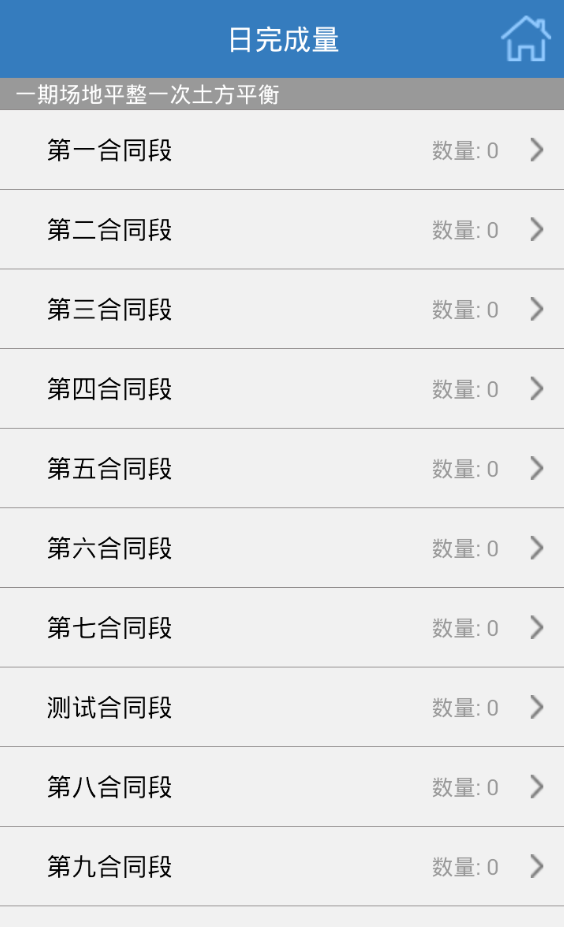 日完成量
一期场地平整一次土方平衡
第一合同段 数量: 0
第二合同段 数量: 0
第三合同段 数量: 0
第四合同段 数量: 0
第五合同段 数量: 0
第六合同段 数量: 0
第七合同段 数量: 0
测试合同段 数量: 0
第八合同段 数量: 0
第九合同段 数量: 0